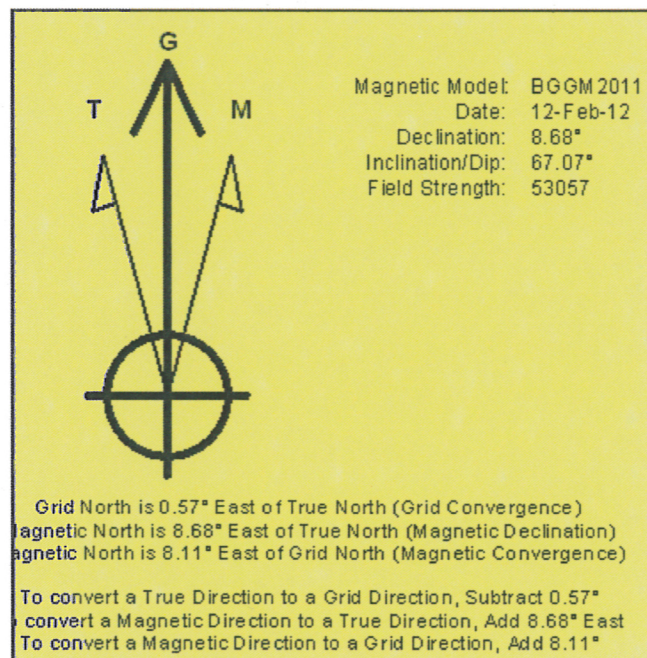 G
T
M
Magnetic Model: BGGM2011
Date: 12-Feb-12
Declination: 8.68°
Inclination/Dip: 67.07°
Field Strength: 53057
Grid North is 0.57° East of True North (Grid Convergence)
agnetic North is 8.68° East of True North (Magnetic Declination)
agnetic North is 8.11° East of Grid North (Magnetic Convergence)
To convert a True Direction to a Grid Direction, Subtract 0.57°
convert a Magnetic Direction to a True Direction, Add 8.68° East
To convert a Magnetic Direction to a Grid Direction, Add 8.11°